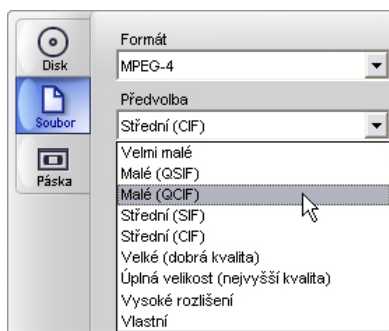 Disk
Soubor
Páska
Formát
MPEG-4
Předvolba
Střední (CIF)
Velmi malé
Malé (QSIF)
Malé (QCIF)
Střední (SIF)
Střední (CIF)
Velké (dobrá kvalita)
Úplná velikost (nejvyšší kvalita)
Vysoké rozlišení
Vlastní